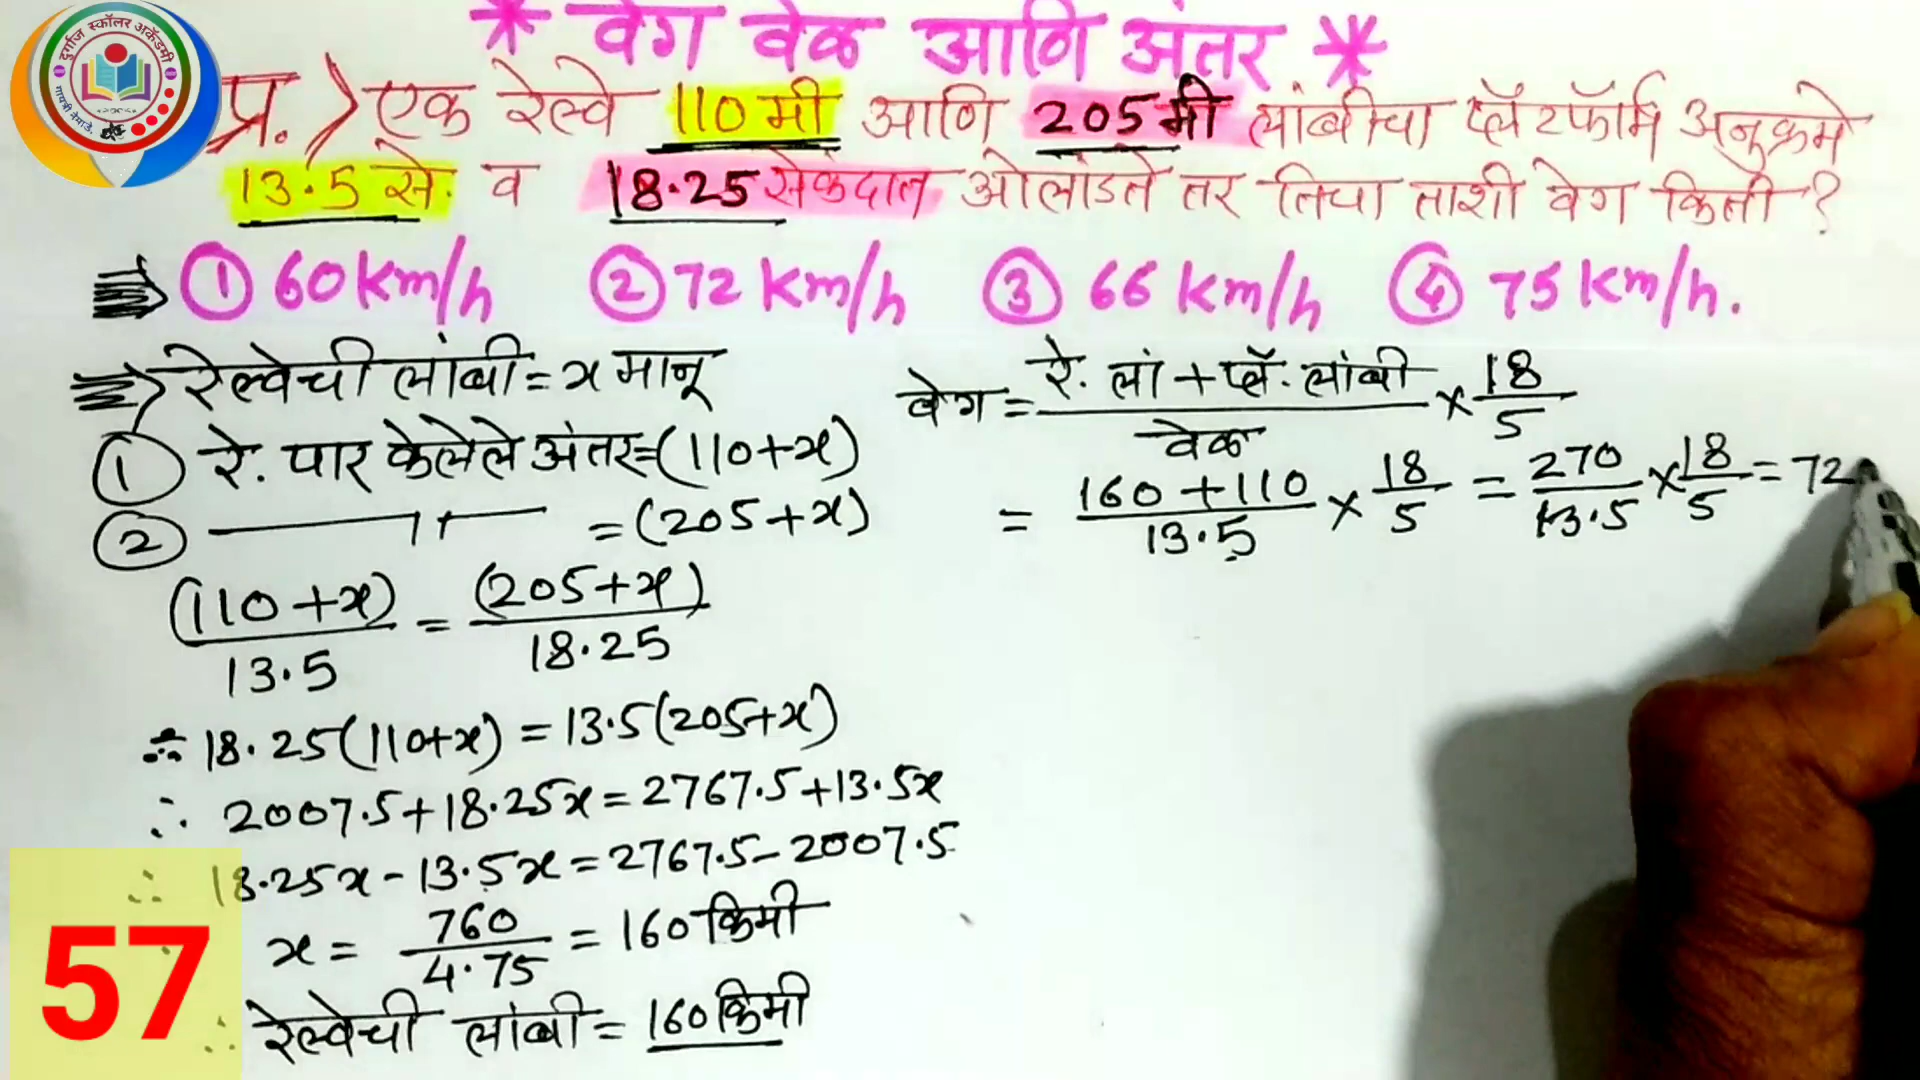 दुर्गाज स्कॉलर अकॅडमी
* वेग वेळ आणि अंतर *
प्र.) एक रेल्वे 110 मी आणि 205 मी लांबीचा प्लॅटफॉर्म अनुक्रमे
13.5 से. व 18.25 सेकंदात ओलांडते तर तिचा ताशी वेग किती ?
① 60 km/h ② 72 km/h ③ 66 km/h ④ 75 km/h.
रेल्वेची लांबी = x मानू
① रे. पार केलेले अंतर = (110+x)
② —— 11 —— = (205+x)
(110+x)/13.5 = (205+x)/18.25
∴ 18.25(110+x) = 13.5(205+x)
∴ 2007.5+18.25x = 2767.5+13.5x
∴ 18.25x - 13.5x = 2767.5 - 2007.5
x = 760/4.75 = 160 किमी
∴ रेल्वेची लांबी = 160 किमी
वेग = रे. लां + प्लॅ. लांबी/वेळ × 18/5
= 160+110/13.5 × 18/5 = 270/13.5 × 18/5 = 72
57